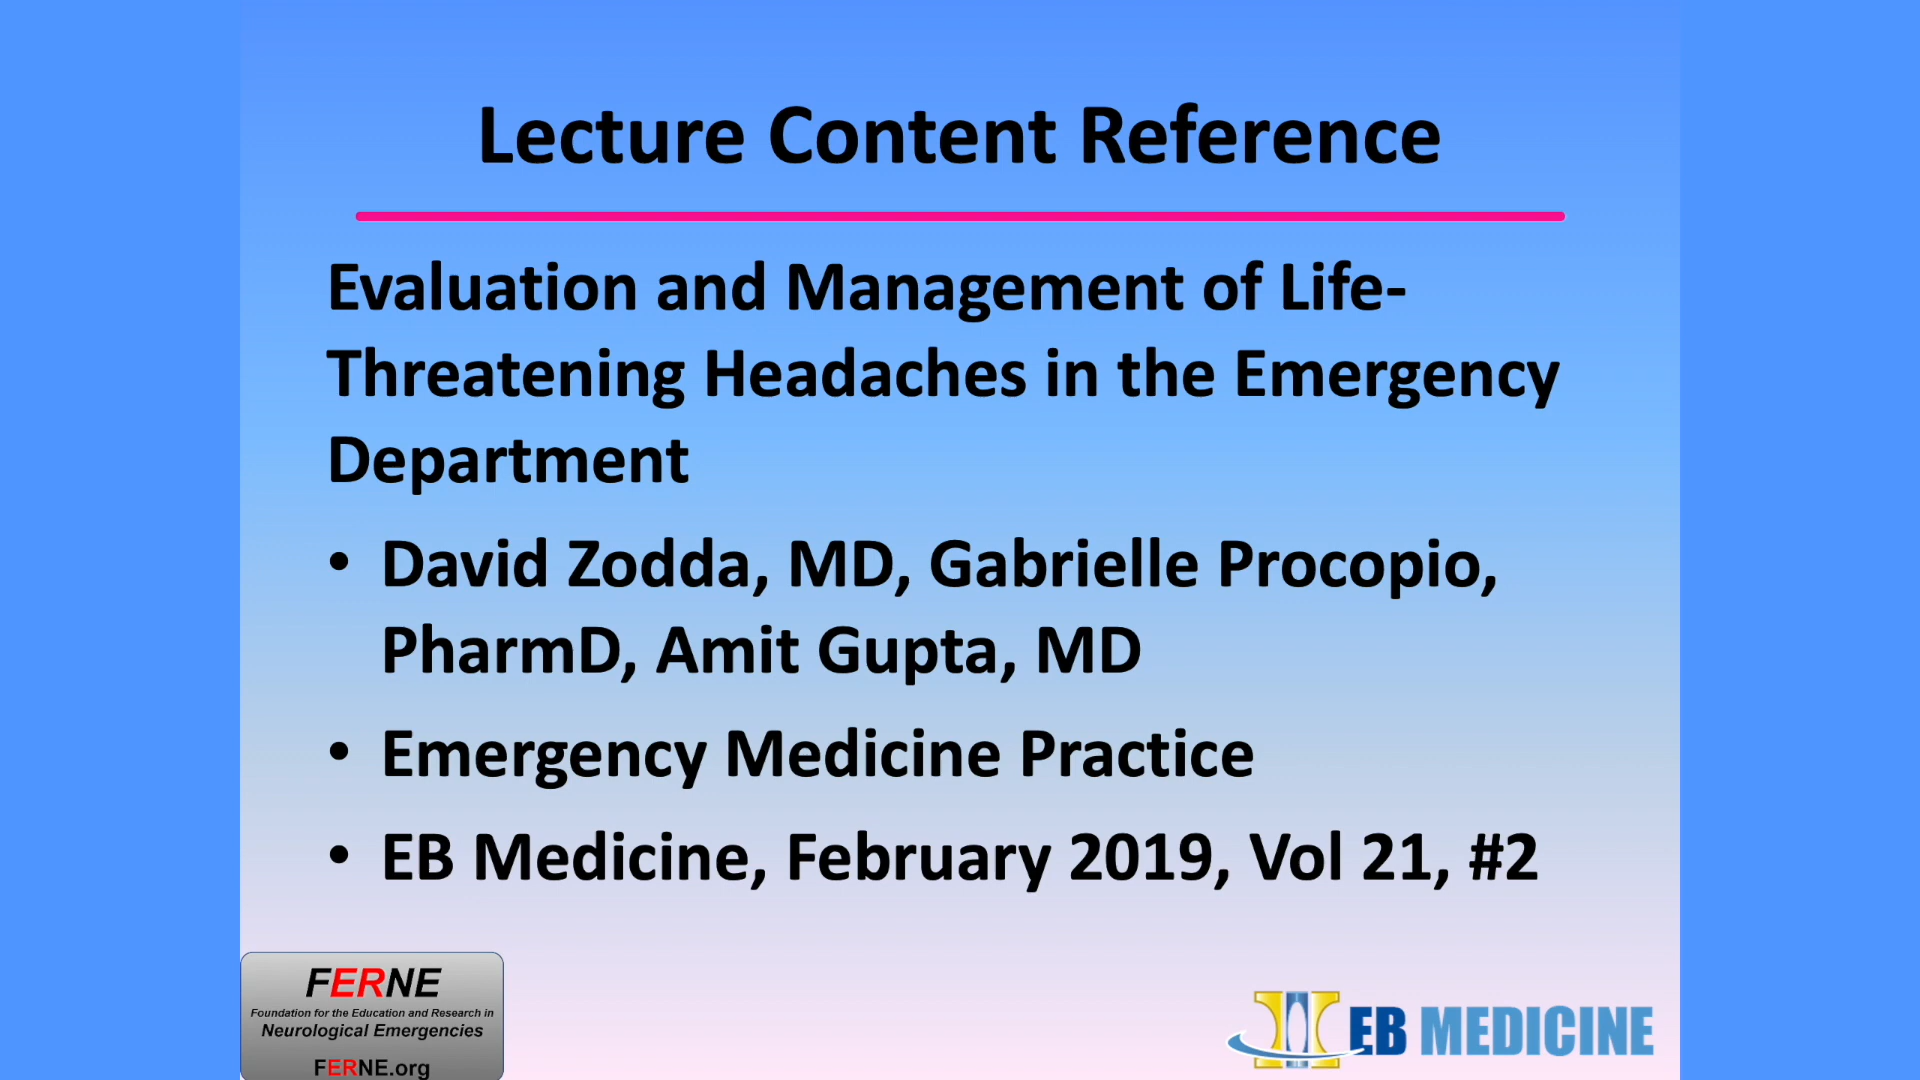 Lecture Content Reference
Evaluation and Management of Life-
Threatening Headaches in the Emergency
Department
• David Zodda, MD, Gabrielle Procopio,
PharmD, Amit Gupta, MD
• Emergency Medicine Practice
• EB Medicine, February 2019, Vol 21, #2
FERNE
Foundation for the Education and Research in
Neurological Emergencies
FERNE.org
EB MEDICINE